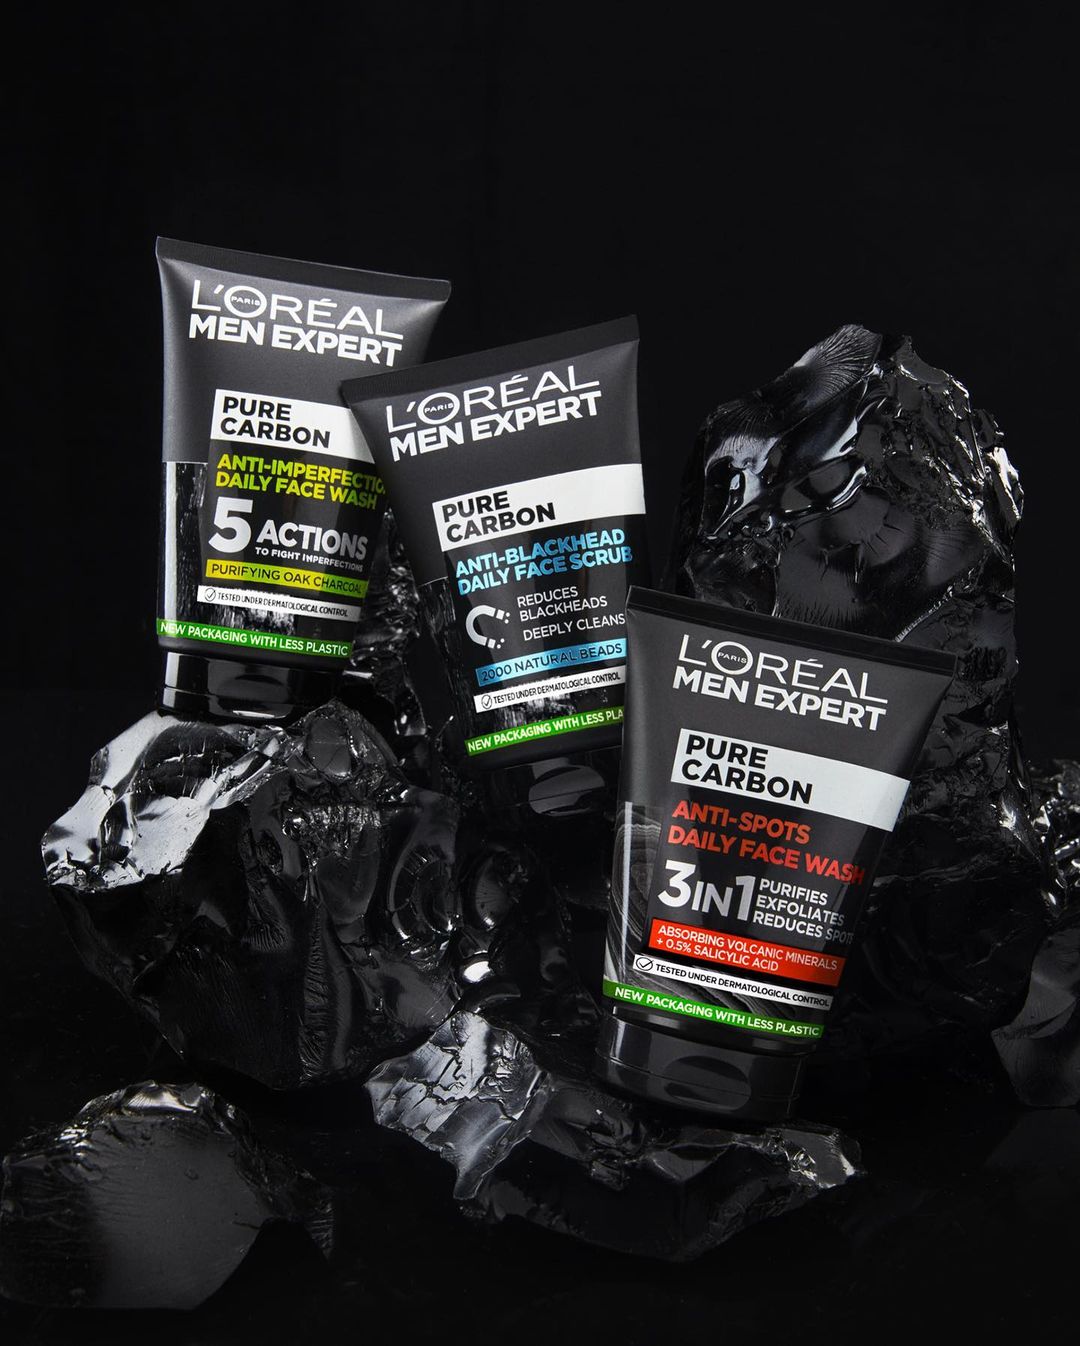 L'ORÉAL
PARIS
MEN EXPERT
PURE
CARBON
ANTI-IMPERFECTIO
DAILY FACE WASH
5 ACTIONS
TO FIGHT IMPERFECTIONS
PURIFYING OAK CHARCOAL
TESTED UNDER DERMATOLOGICAL CONTROL
NEW PACKAGING WITH LESS PLASTIC
L'ORÉAL
PARIS
MEN EXPERT
PURE
CARBON
ANTI-BLACKHEAD
DAILY FACE SCRUB
REDUCES
BLACKHEADS
DEEPLY CLEANS
2000 NATURAL BEADS
TESTED UNDER DERMATOLOGICAL CONTROL
NEW PACKAGING WITH LESS PLA
L'ORÉAL
PARIS
MEN EXPERT
PURE
CARBON
ANTI-SPOTS
DAILY FACE WASH
3IN1 PURIFIES
EXFOLIATES
REDUCES SPOTS
ABSORBING VOLCANIC MINERALS
+ 0.5% SALICYLIC ACID
TESTED UNDER DERMATOLOGICAL CONTROL
NEW PACKAGING WITH LESS PLASTIC